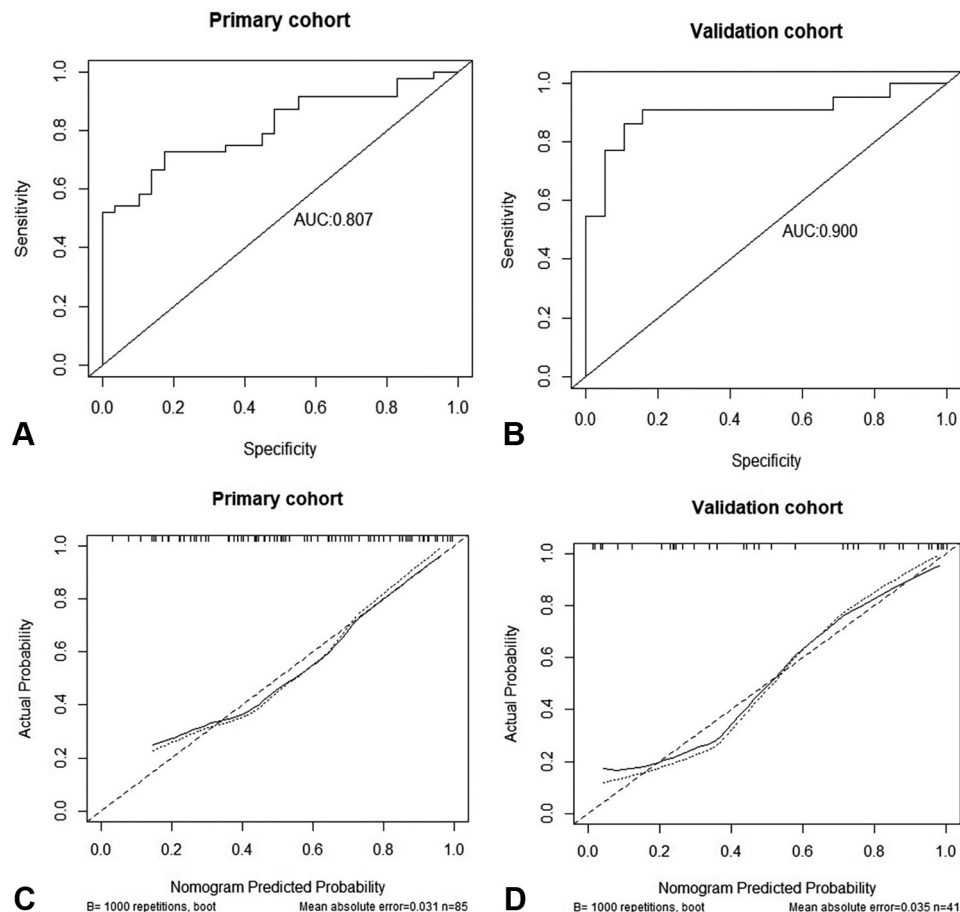 Primary cohort
Sensitivity
1.0
0.8
0.6
0.4
0.2
0.0
AUC:0.807
0.0 0.2 0.4 0.6 0.8 1.0
A
Specificity
Validation cohort
Sensitivity
1.0
0.8
0.6
0.4
0.2
0.0
AUC:0.900
0.0 0.2 0.4 0.6 0.8 1.0
B
Specificity
Primary cohort
Actual Probability
1.0
0.8
0.6
0.4
0.2
0.0
0.0 0.2 0.4 0.6 0.8 1.0
C
Nomogram Predicted Probability
B= 1000 repetitions, boot Mean absolute error=0.031 n=85
Validation cohort
Actual Probability
1.0
0.8
0.6
0.4
0.2
0.0
0.0 0.2 0.4 0.6 0.8 1.0
D
Nomogram Predicted Probability
B= 1000 repetitions, boot Mean absolute error=0.035 n=41